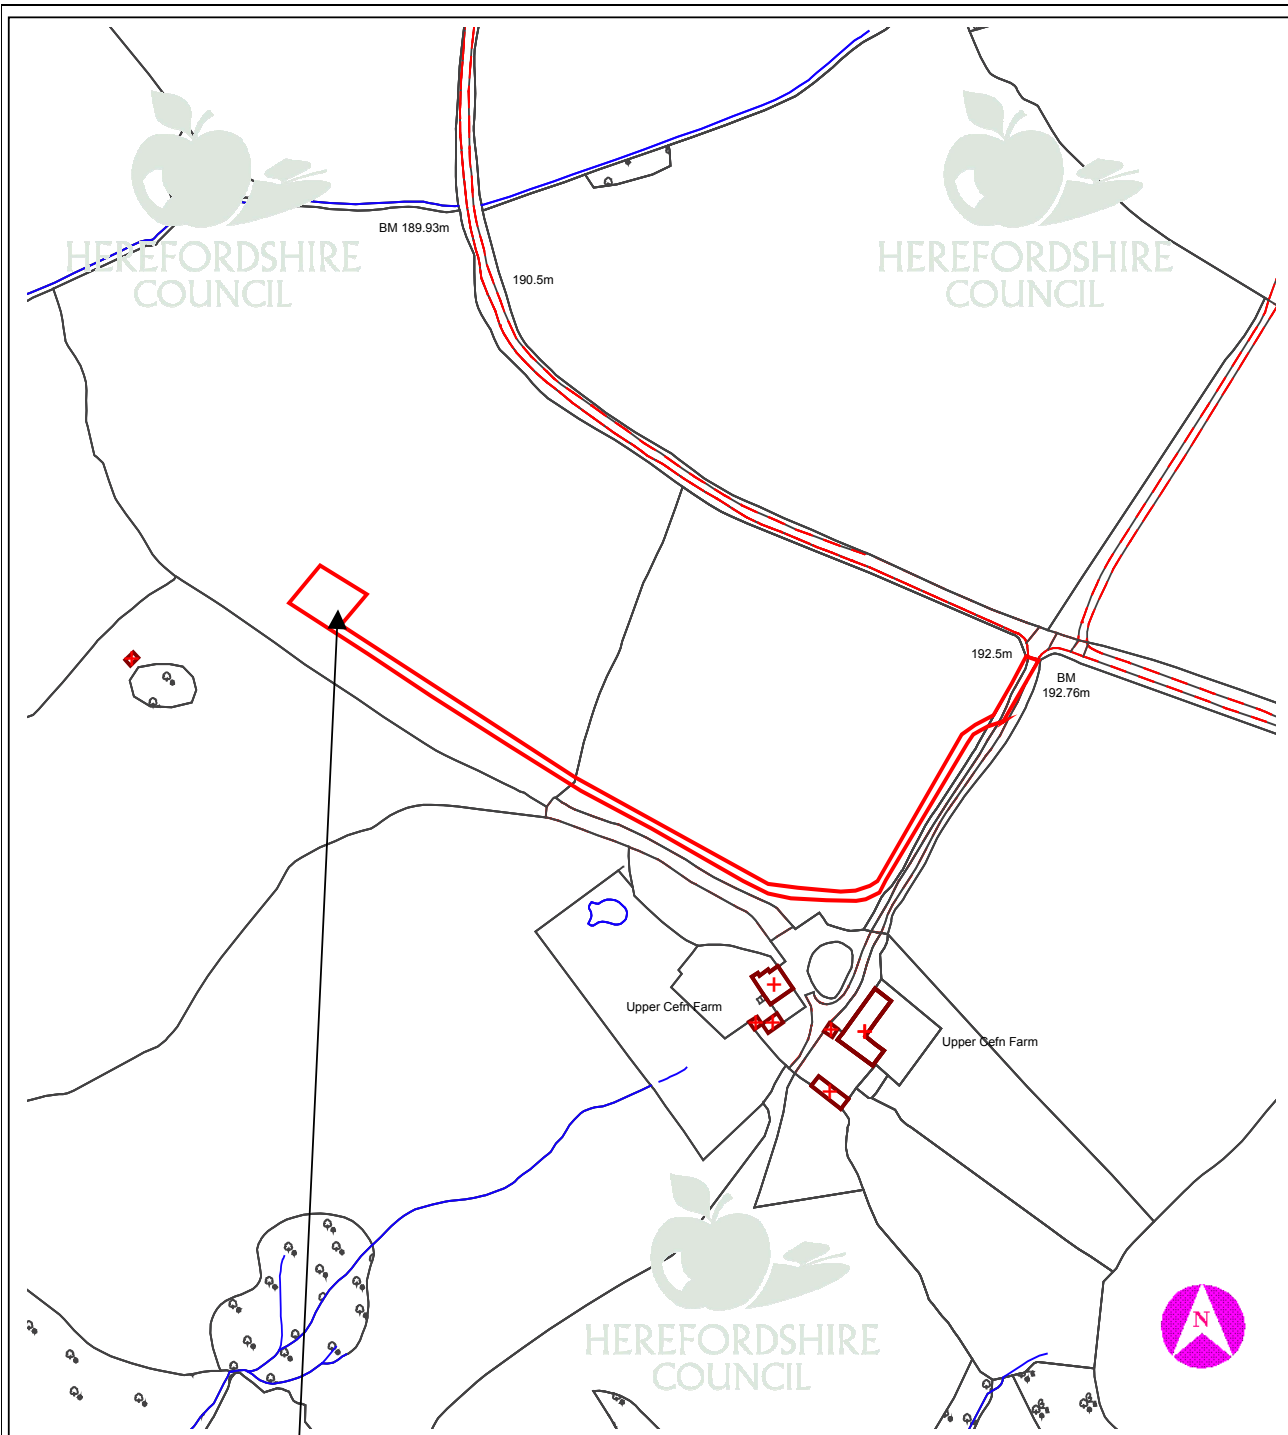 HEREFORDSHIRE
COUNCIL
HEREFORDSHIRE
COUNCIL
BM 189.93m
190.5m
192.5m
BM
192.76m
Upper Cefn Farm
Upper Cefn Farm
HEREFORDSHIRE
COUNCIL
N